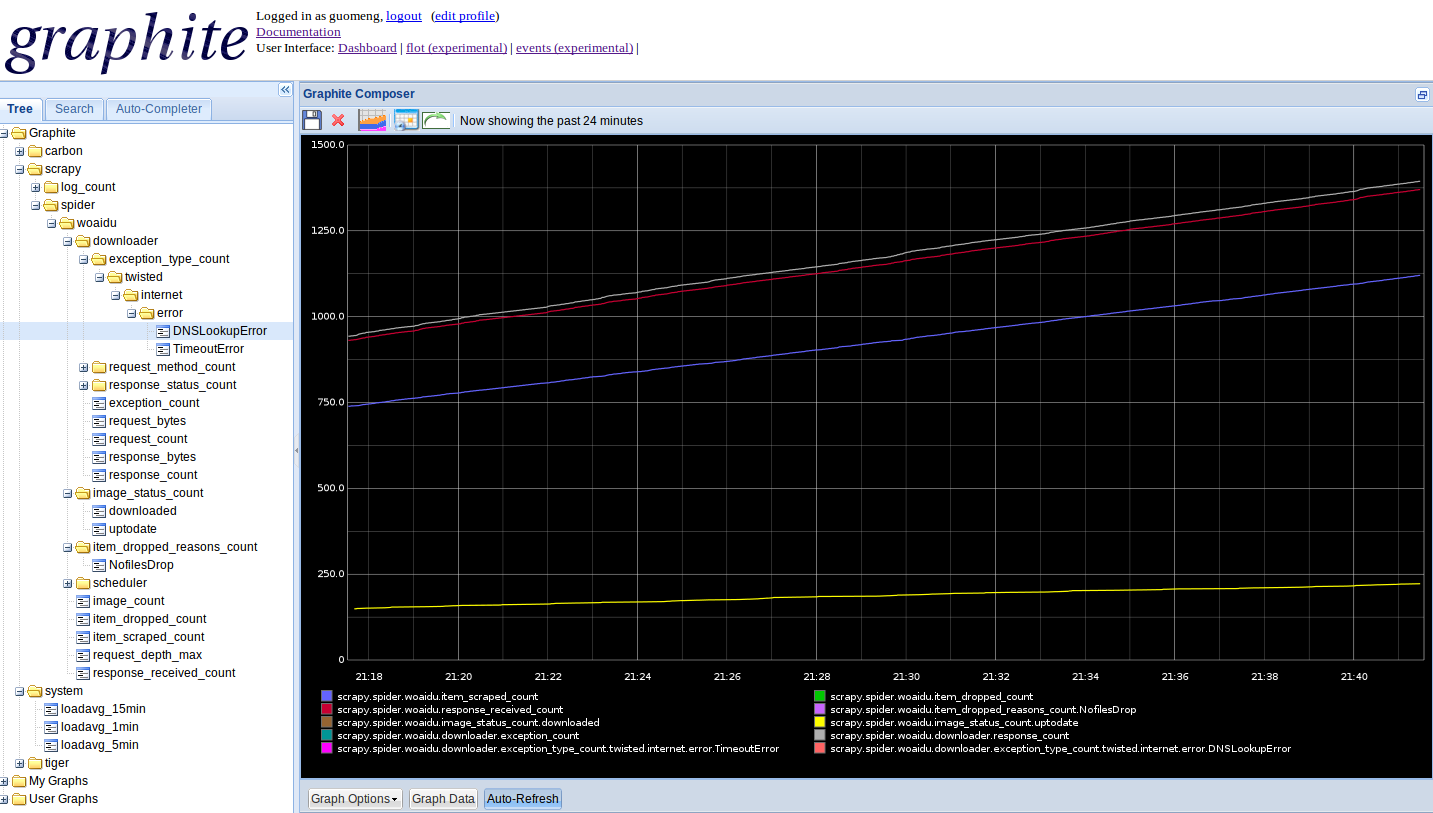 graphite
Logged in as guomeng, logout (edit profile)
Documentation
User Interface: Dashboard | flot (experimental) | events (experimental) |
Tree Search Auto-Completer
Graphite
carbon
scrapy
log_count
spider
woaidu
downloader
exception_type_count
twisted
internet
error
DNSLookupError
TimeoutError
request_method_count
response_status_count
exception_count
request_bytes
request_count
response_bytes
response_count
image_status_count
downloaded
uptodate
item_dropped_reasons_count
NofilesDrop
scheduler
image_count
item_dropped_count
item_scraped_count
request_depth_max
response_received_count
system
loadavg_15min
loadavg_1min
loadavg_5min
tiger
My Graphs
User Graphs
Graphite Composer
Now showing the past 24 minutes
1500.0
1250.0
1000.0
750.0
500.0
250.0
0
21:18 21:20 21:22 21:24 21:26 21:28 21:30 21:32 21:34 21:36 21:38 21:40
scrapy.spider.woaidu.item_scraped_count scrapy.spider.woaidu.item_dropped_count
scrapy.spider.woaidu.response_received_count scrapy.spider.woaidu.item_dropped_reasons_count.NofilesDrop
scrapy.spider.woaidu.image_status_count.downloaded scrapy.spider.woaidu.image_status_count.uptodate
scrapy.spider.woaidu.downloader.exception_count scrapy.spider.woaidu.downloader.response_count
scrapy.spider.woaidu.downloader.exception_type_count.twisted.internet.error.TimeoutError scrapy.spider.woaidu.downloader.exception_type_count.twisted.internet.error.DNSLookupError
Graph Options Graph Data Auto-Refresh